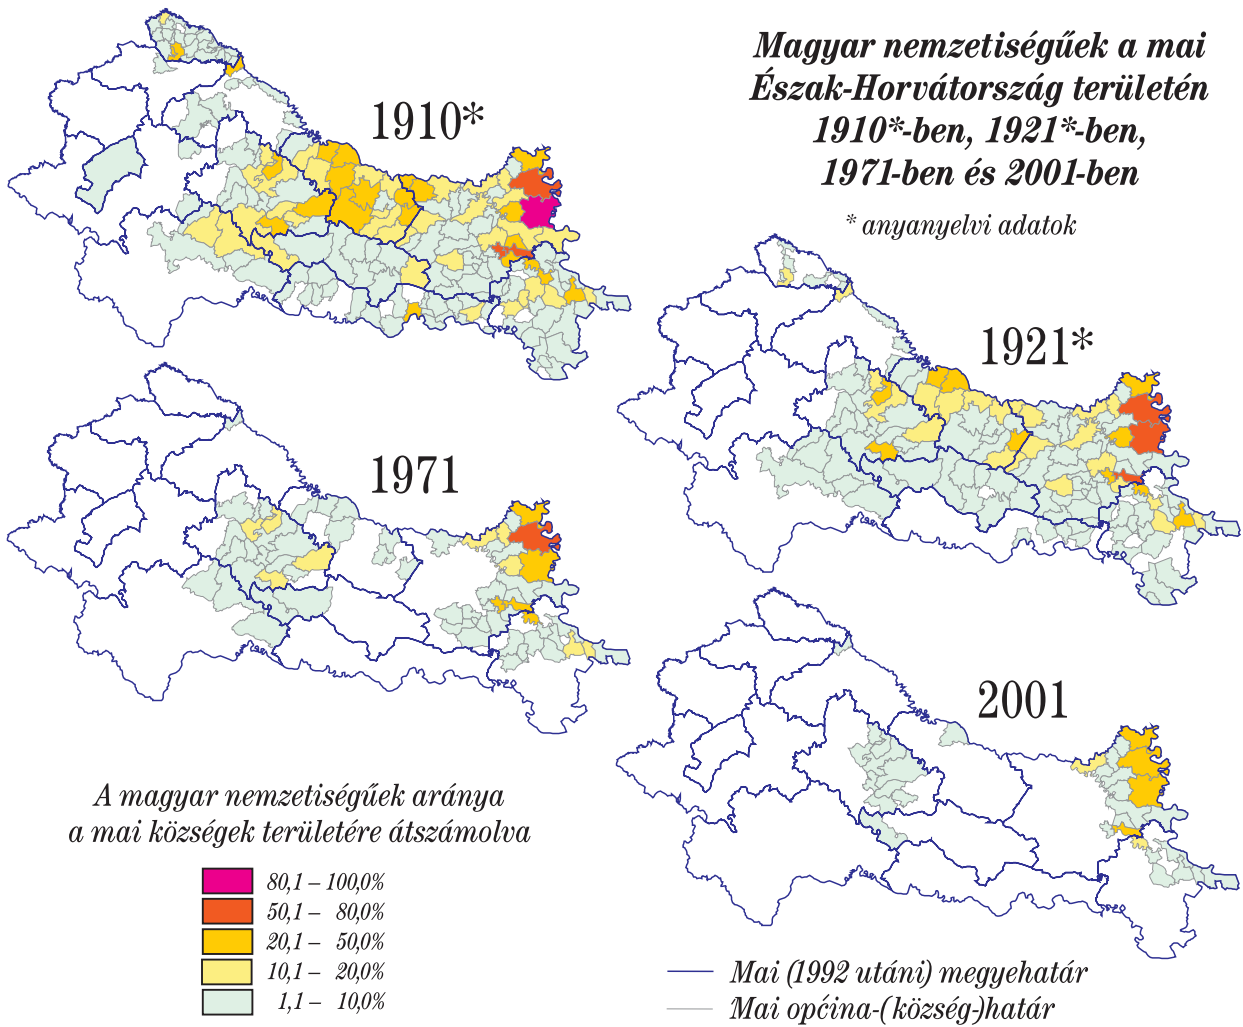 Magyar nemzetiségűek a mai
Észak-Horvátország területén
1910*-ben, 1921*-ben,
1971-ben és 2001-ben
* anyanyelvi adatok
1910*
1921*
1971
2001
A magyar nemzetiségűek aránya
a mai községek területére átszámolva
80,1 – 100,0%
50,1 – 80,0%
20,1 – 50,0%
10,1 – 20,0%
1,1 – 10,0%
Mai (1992 utáni) megyehatár
Mai općina-(község-)határ